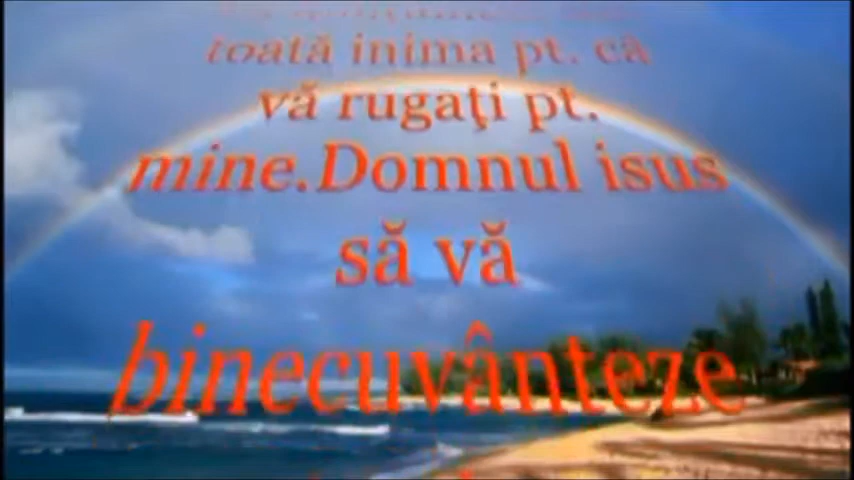 toată inima pt. că
vă rugaţi pt.
mine.Domnul isus
să vă
binecuvânteze